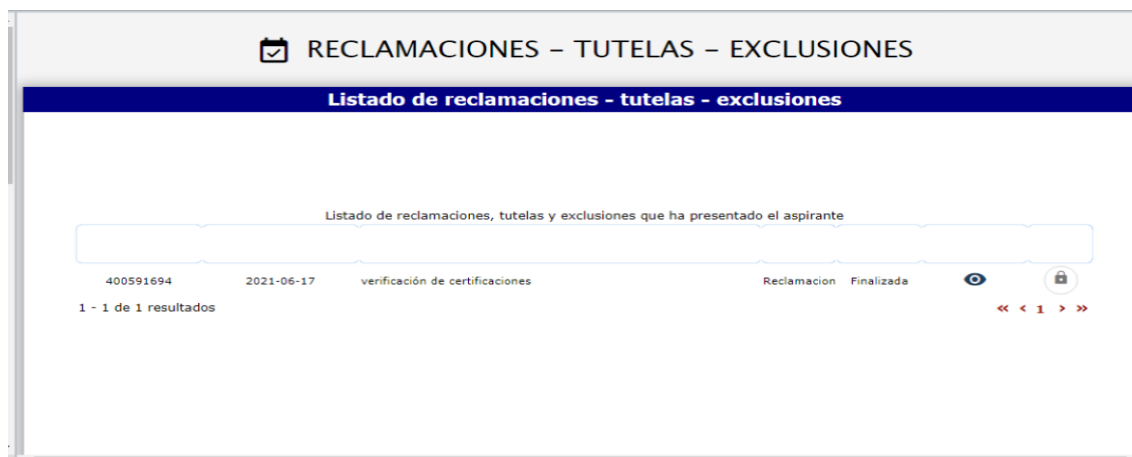 RECLAMACIONES – TUTELAS – EXCLUSIONES
Listado de reclamaciones - tutelas - exclusiones
Listado de reclamaciones, tutelas y exclusiones que ha presentado el aspirante
400591694 2021-06-17 verificación de certificaciones Reclamacion Finalizada
1 - 1 de 1 resultados « ‹ 1 › »